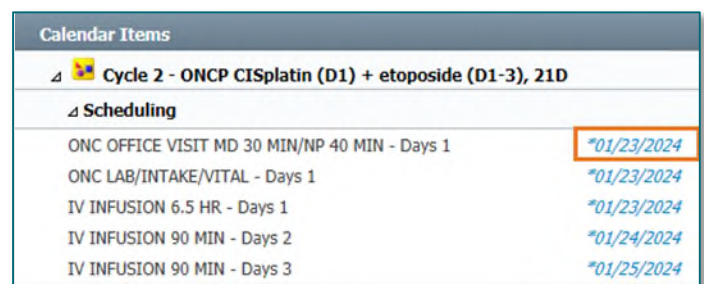 Calendar Items
Cycle 2 - ONCP CISplatin (D1) + etoposide (D1-3), 21D
Scheduling
ONC OFFICE VISIT MD 30 MIN/NP 40 MIN - Days 1 *01/23/2024
ONC LAB/INTAKE/VITAL - Days 1 *01/23/2024
IV INFUSION 6.5 HR - Days 1 *01/23/2024
IV INFUSION 90 MIN - Days 2 *01/24/2024
IV INFUSION 90 MIN - Days 3 *01/25/2024